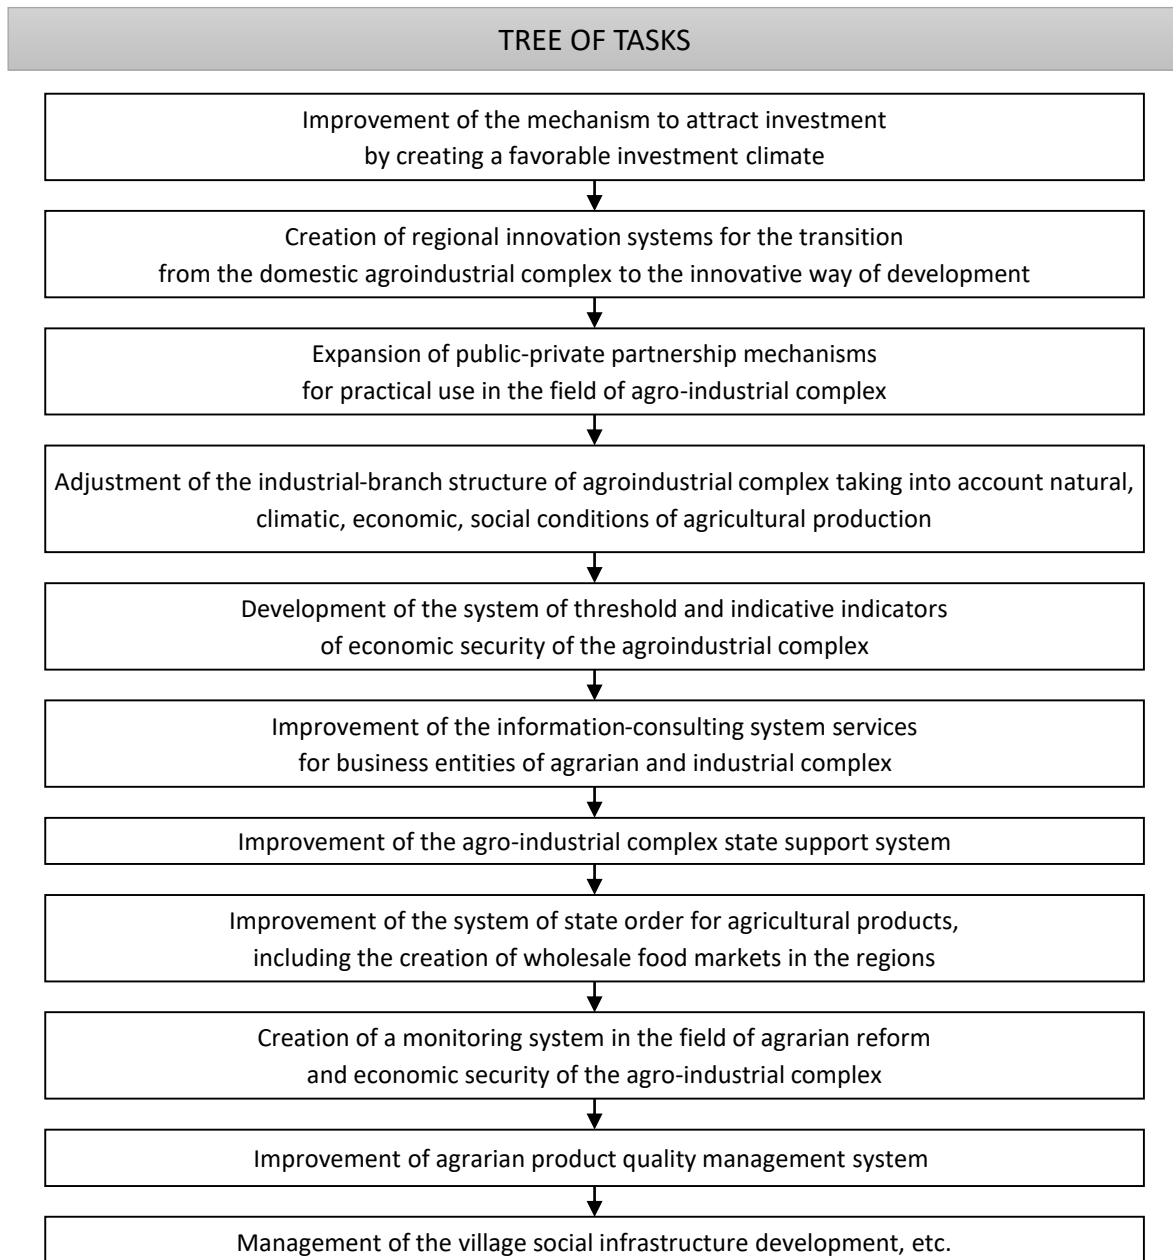 TREE OF TASKS
Improvement of the mechanism to attract investment
by creating a favorable investment climate
Creation of regional innovation systems for the transition
from the domestic agroindustrial complex to the innovative way of development
Expansion of public-private partnership mechanisms
for practical use in the field of agro-industrial complex
Adjustment of the industrial-branch structure of agroindustrial complex taking into account natural,
climatic, economic, social conditions of agricultural production
Development of the system of threshold and indicative indicators
of economic security of the agroindustrial complex
Improvement of the information-consulting system services
for business entities of agrarian and industrial complex
Improvement of the agro-industrial complex state support system
Improvement of the system of state order for agricultural products,
including the creation of wholesale food markets in the regions
Creation of a monitoring system in the field of agrarian reform
and economic security of the agro-industrial complex
Improvement of agrarian product quality management system
Management of the village social infrastructure development, etc.